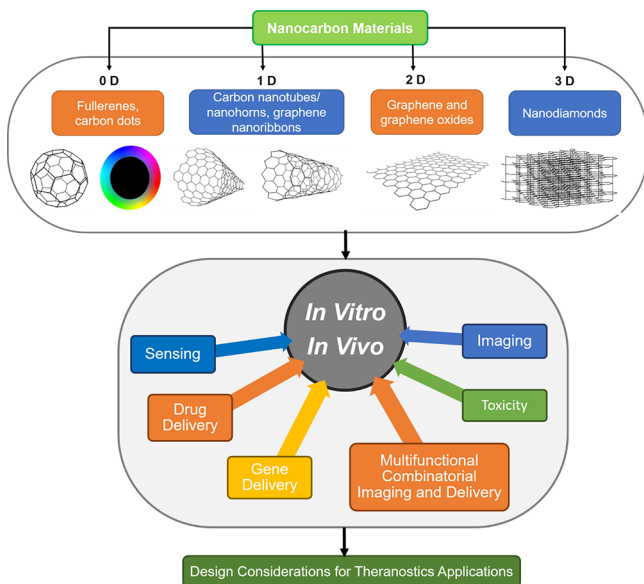 Nanocarbon Materials
0 D
1 D
2 D
3 D
Fullerenes,
carbon dots
Carbon nanotubes/
nanohorns, graphene
nanoribbons
Graphene and
graphene oxides
Nanodiamonds
In Vitro
In Vivo
Sensing
Imaging
Drug
Delivery
Toxicity
Gene
Delivery
Multifunctional
Combinatorial
Imaging and Delivery
Design Considerations for Theranostics Applications